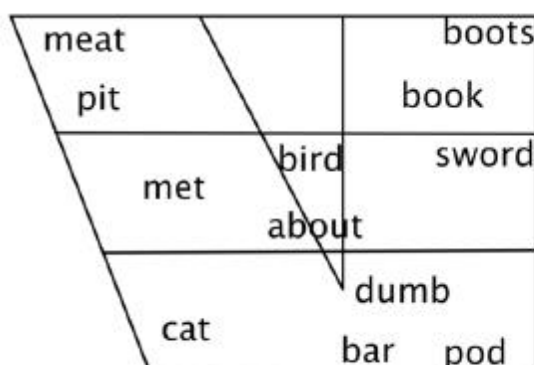 meat
boots
pit
book
bird
sword
met
about
dumb
cat
bar
pod